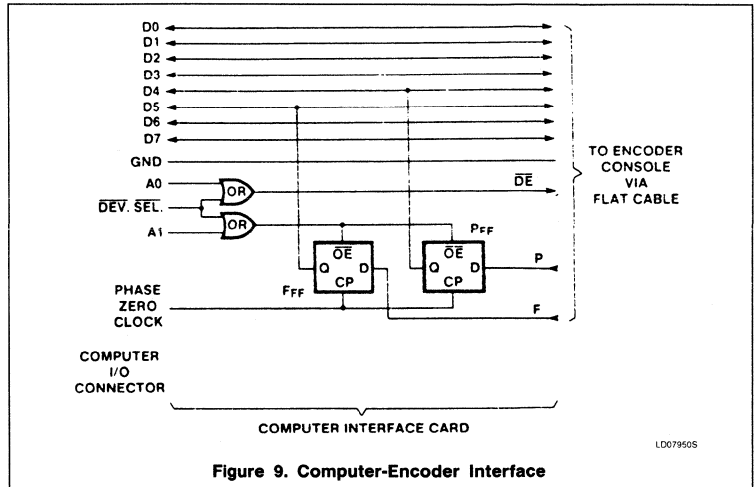 D0
D1
D2
D3
D4
D5
D6
D7
GND
A0
OR
DE
DEV. SEL.
OR
A1
TO ENCODER
CONSOLE
VIA
FLAT CABLE
PFF
OE
Q D
CP
OE
Q D
CP
P
FFF
PHASE
ZERO
CLOCK
F
COMPUTER
I/O
CONNECTOR
COMPUTER INTERFACE CARD
LD07950S
Figure 9. Computer-Encoder Interface